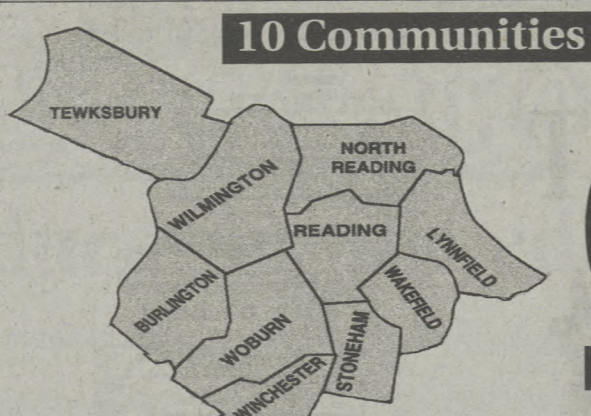 10 Communities
TEWKSBURY
NORTH
READING
WILMINGTON
READING
LYNNFIELD
WAKEFIELD
BURLINGTON
WOBURN
STONEHAM
WINCHESTER